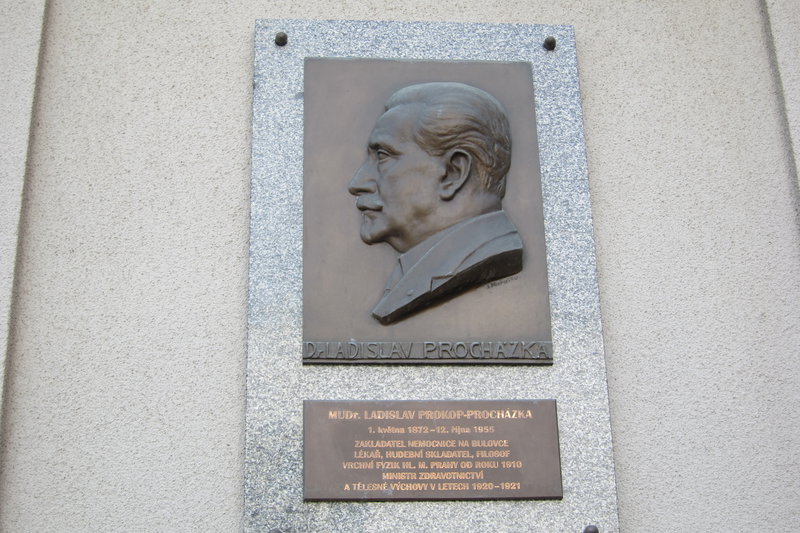 Dr LADISLAV PROCHÁZKA
MUDr. LADISLAV PROKOP-PROCHÁZKA
1. května 1872 – 12. října 1955
ZAKLADATEL NEMOCNICE NA BULOVCE
LÉKAŘ, HUDEBNÍ SKLADATEL, FILOSOF
VRCHNÍ FYZIK HL. M. PRAHY OD ROKU 1910
MINISTR ZDRAVOTNICTVÍ
A TĚLESNÉ VÝCHOVY V LETECH 1920 – 1921